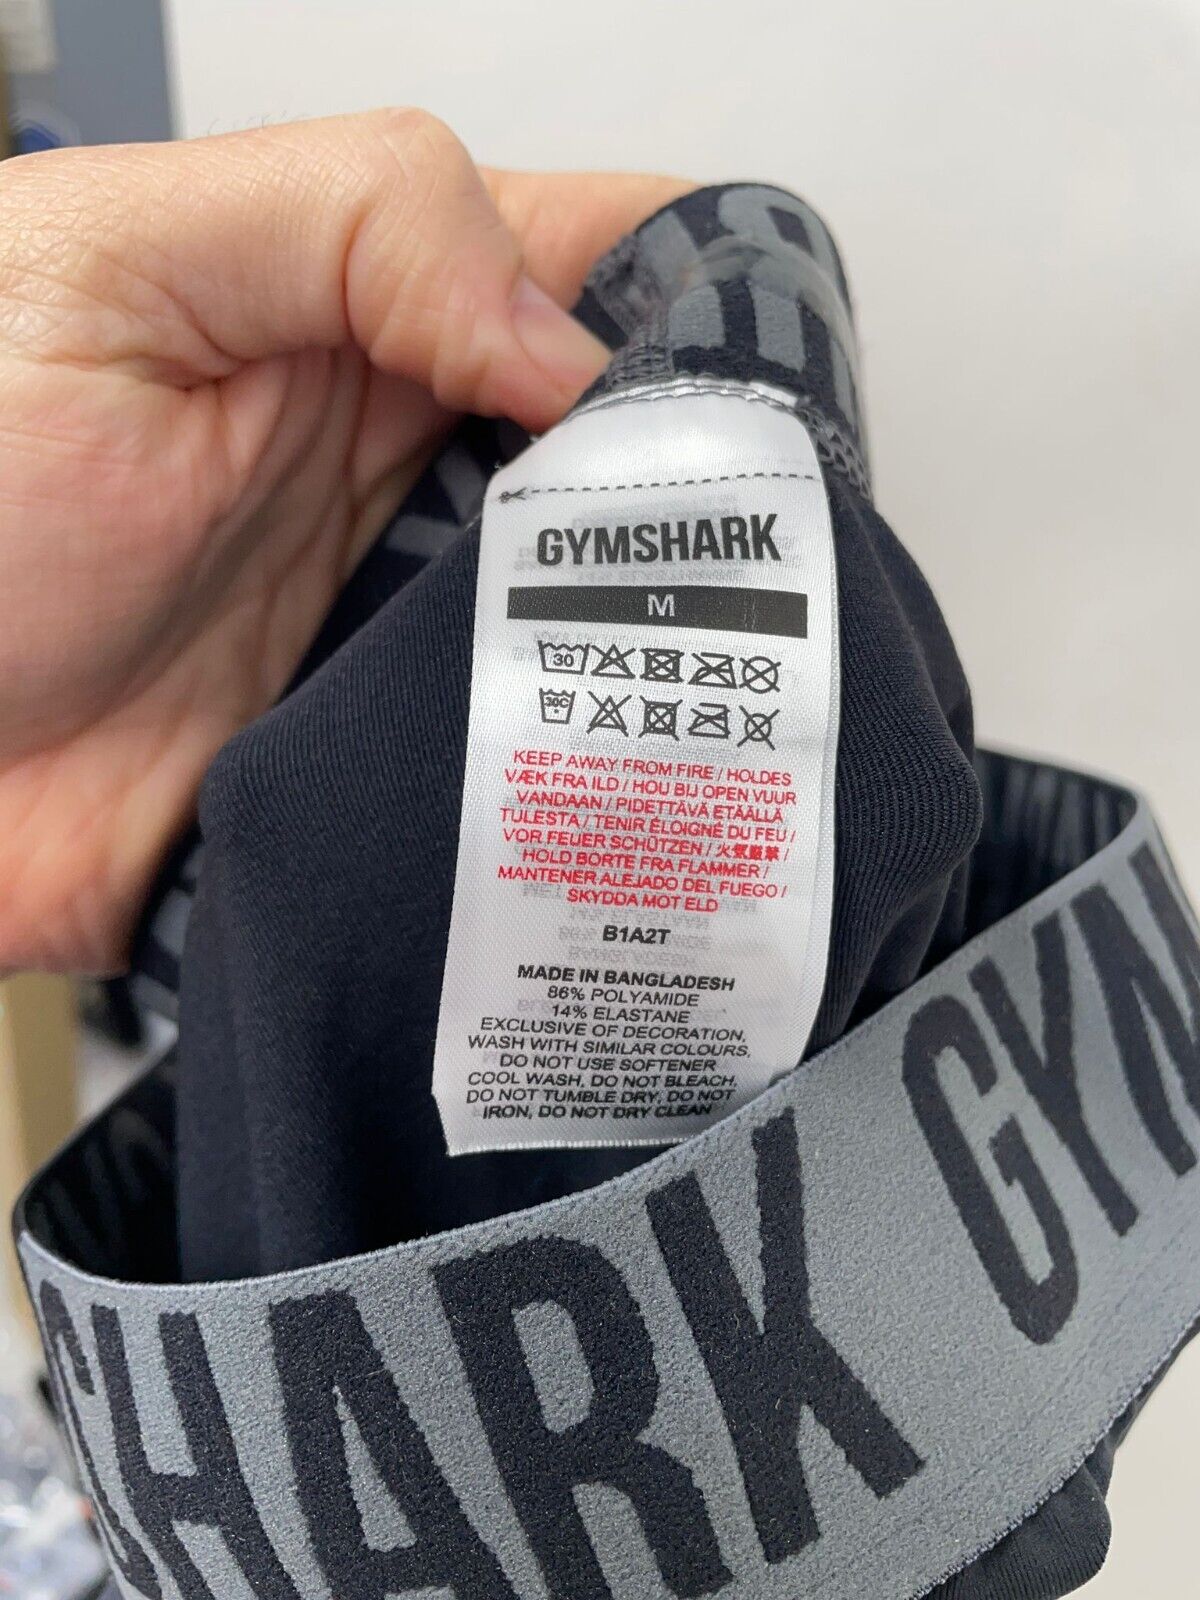 GYMSHARK
M
30
30C
KEEP AWAY FROM FIRE / HOLDES
VÆK FRA ILD / HOU BIJ OPEN VUUR
VANDAAN / PIDETTÄVÄ ETÄÄLLÄ
TULESTA / TENIR ÉLOIGNÉ DU FEU /
VOR FEUER SCHÜTZEN / 火気厳禁 /
HOLD BORTE FRA FLAMMER /
MANTENER ALEJADO DEL FUEGO /
SKYDDA MOT ELD
B1A2T
MADE IN BANGLADESH
86% POLYAMIDE
14% ELASTANE
EXCLUSIVE OF DECORATION,
WASH WITH SIMILAR COLOURS,
DO NOT USE SOFTENER
COOL WASH, DO NOT BLEACH,
DO NOT TUMBLE DRY, DO NOT
IRON, DO NOT DRY CLEAN
SHARK GYM